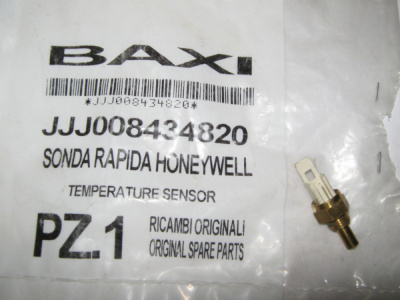 BAXI
*JJJ008434820*
JJJ008434820
SONDA RAPIDA HONEYWELL
TEMPERATURE SENSOR
PZ.1 RICAMBI ORIGINALI
ORIGINAL SPARE PARTS